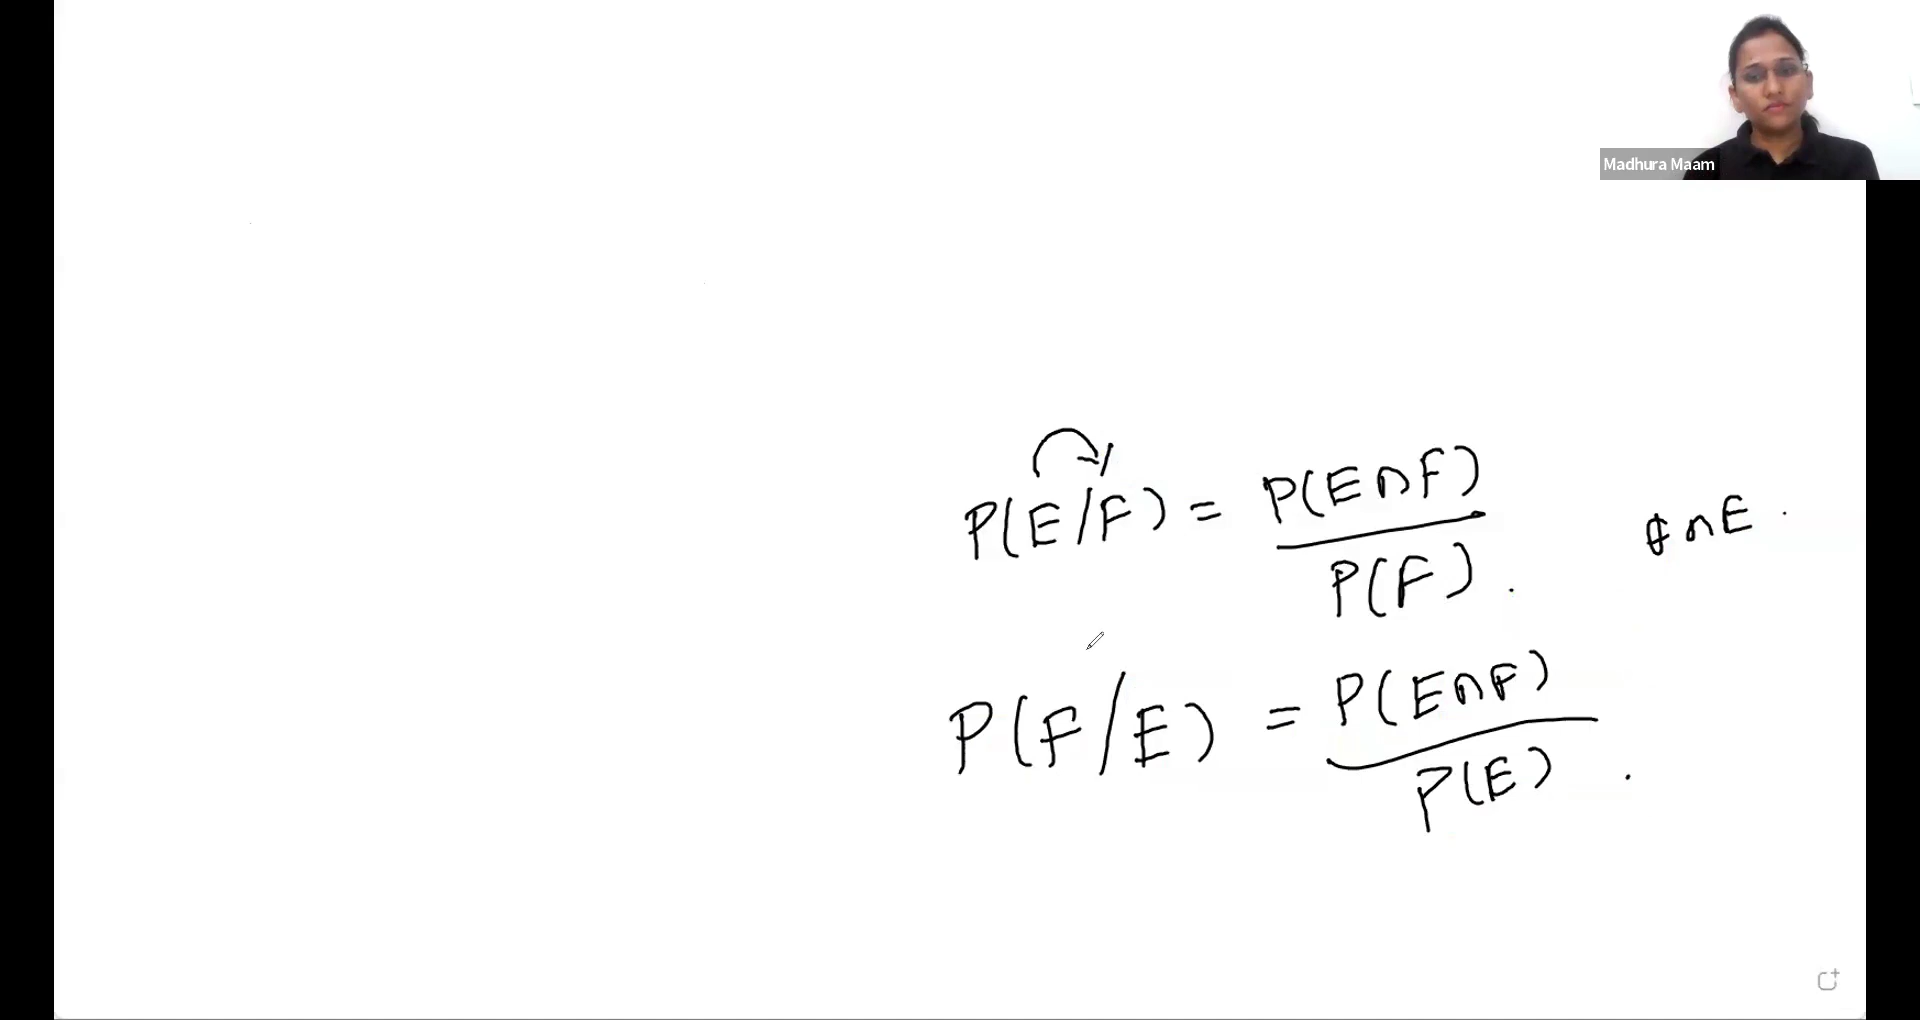 Madhura Maam
P(E/F) = P(E∩F) / P(F).
∩E.
P(F/E) = P(E∩F) / P(E).